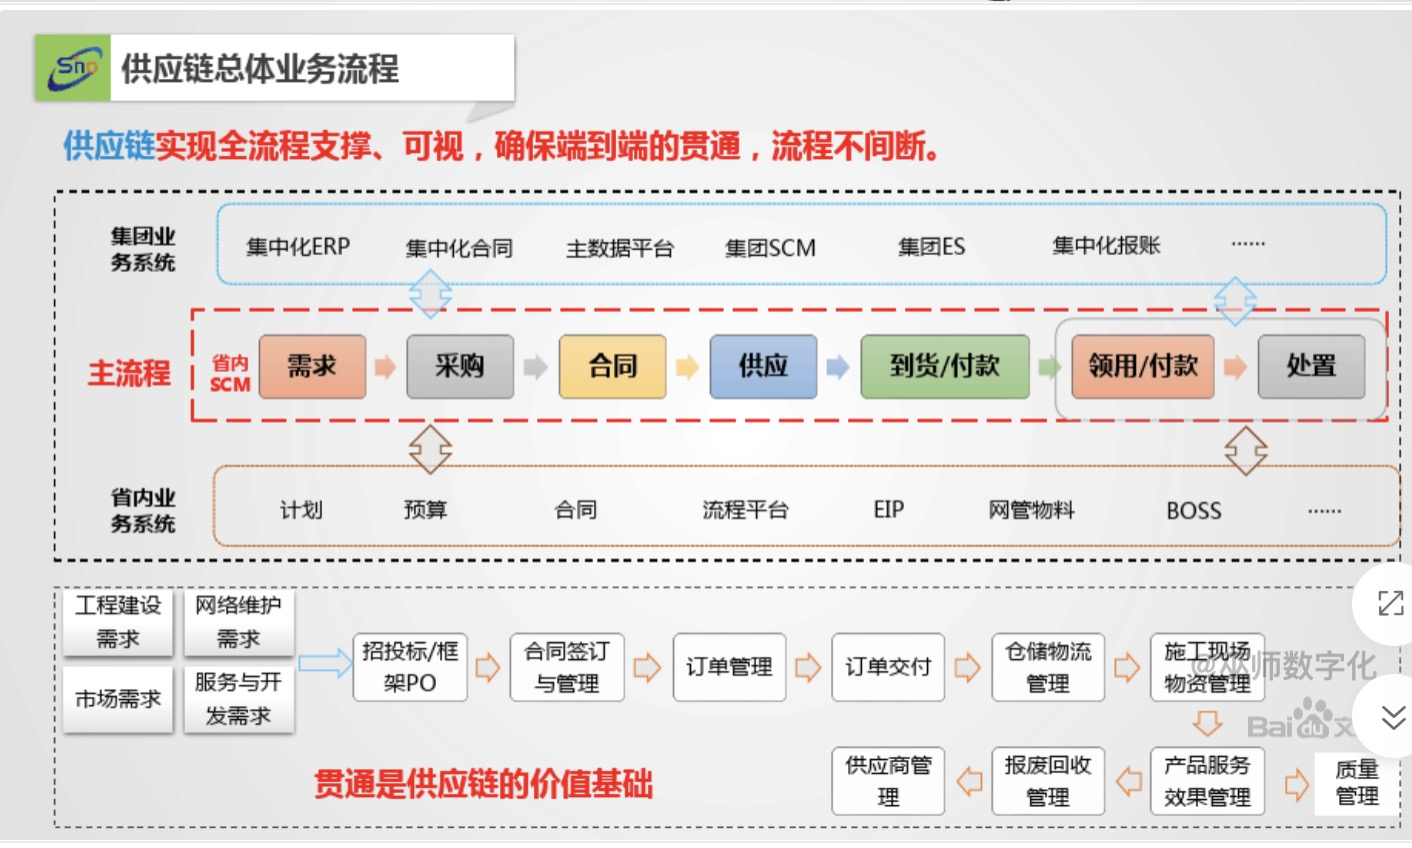 Snp
供应链总体业务流程
供应链实现全流程支撑、可视，确保端到端的贯通，流程不间断。
集团业
务系统
集中化ERP
集中化合同
主数据平台
集团SCM
集团ES
集中化报账
······
主流程
省内
SCM
需求
采购
合同
供应
到货/付款
领用/付款
处置
省内业
务系统
计划
预算
合同
流程平台
EIP
网管物料
BOSS
······
工程建设
需求
网络维护
需求
市场需求
服务与开
发需求
招投标/框
架PO
合同签订
与管理
订单管理
订单交付
仓储物流
管理
施工现场
物资管理
@巫师数字化
Bai du 文
供应商管
理
报废回收
管理
产品服务
效果管理
质量
管理
贯通是供应链的价值基础